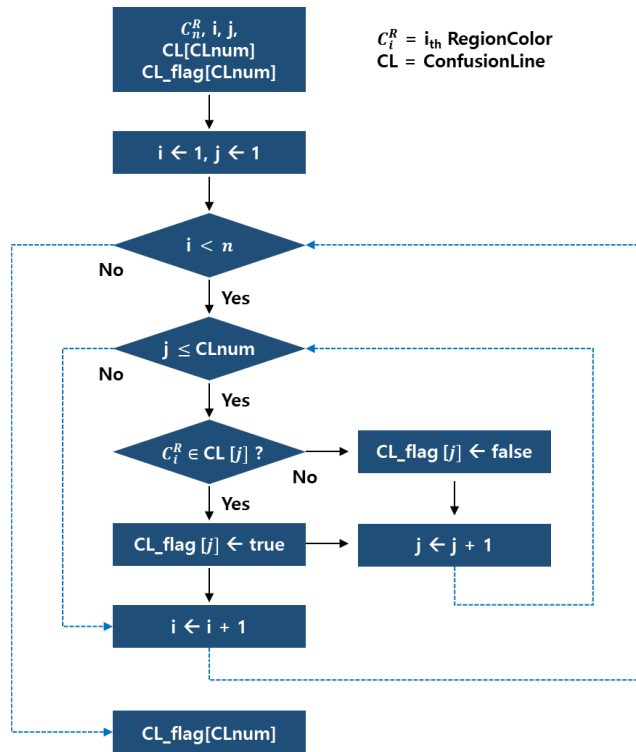 C_n^R, i, j,
CL[CLnum]
CL_flag[CLnum]
C_i^R = i_th RegionColor
CL = ConfusionLine
i ← 1, j ← 1
i < n
No
Yes
j ≤ CLnum
No
Yes
C_i^R ∈ CL [j] ?
No
CL_flag [j] ← false
Yes
CL_flag [j] ← true
j ← j + 1
i ← i + 1
CL_flag[CLnum]